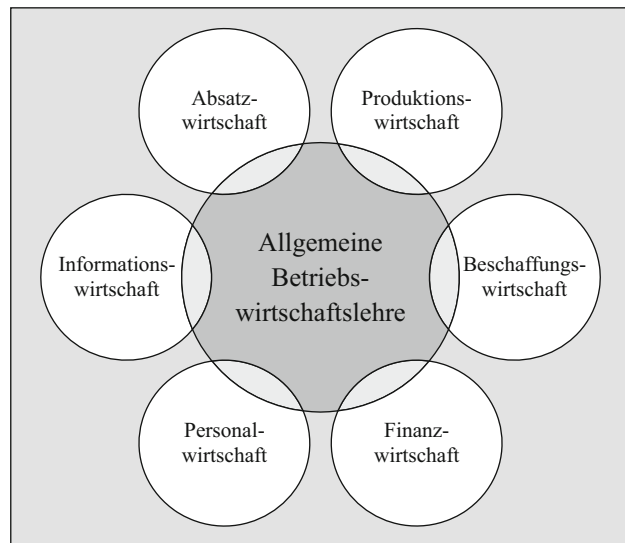 Absatz-
wirtschaft
Produktions-
wirtschaft
Informations-
wirtschaft
Allgemeine
Betriebs-
wirtschaftslehre
Beschaffungs-
wirtschaft
Personal-
wirtschaft
Finanz-
wirtschaft